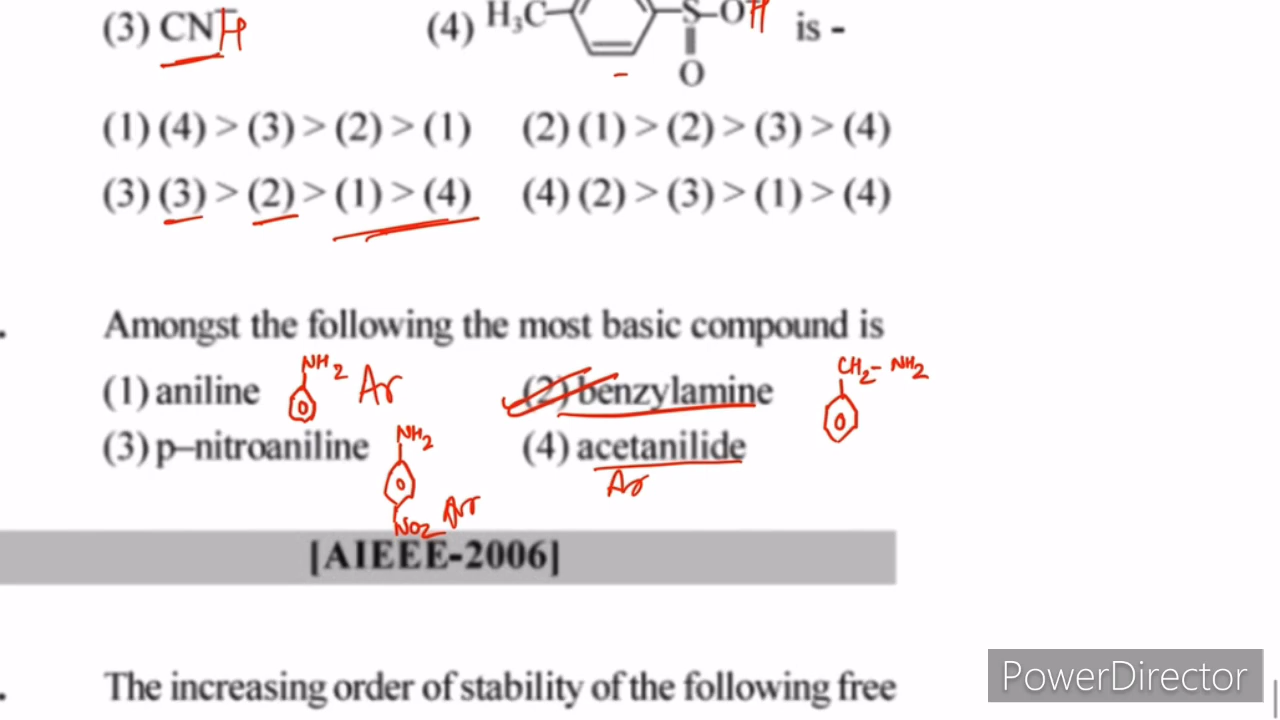 (3) CN⁻ H (4) H₃C S–OH is -
O
(1) (4) > (3) > (2) > (1) (2) (1) > (2) > (3) > (4)
(3) (3) > (2) > (1) > (4) (4) (2) > (3) > (1) > (4)
Amongst the following the most basic compound is
NH2 CH2- NH2
(1) aniline Ar (2) benzylamine
NH2
(3) p–nitroaniline (4) acetanilide
Ar
NO2 Ar
[AIEEE-2006]
The increasing order of stability of the following free
PowerDirector